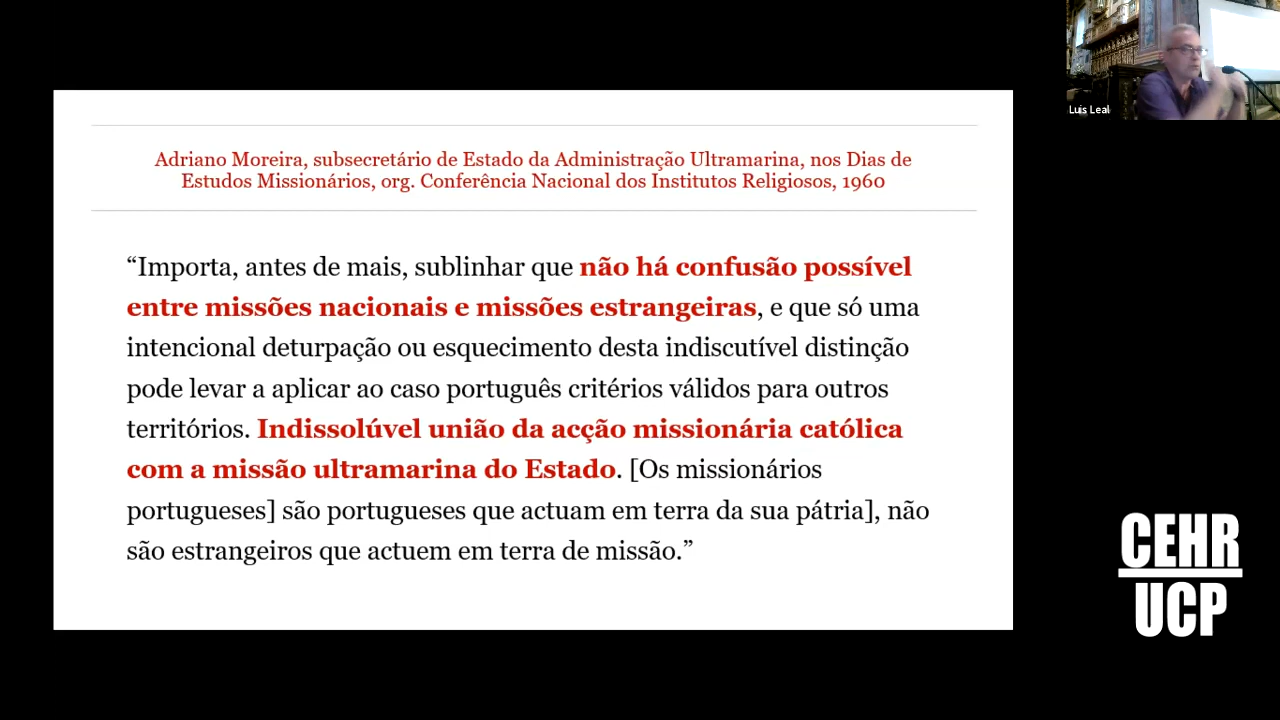 Luis Leal
Adriano Moreira, subsecretário de Estado da Administração Ultramarina, nos Dias de
Estudos Missionários, org. Conferência Nacional dos Institutos Religiosos, 1960
“Importa, antes de mais, sublinhar que não há confusão possível
entre missões nacionais e missões estrangeiras, e que só uma
intencional deturpação ou esquecimento desta indiscutível distinção
pode levar a aplicar ao caso português critérios válidos para outros
territórios. Indissolúvel união da acção missionária católica
com a missão ultramarina do Estado. [Os missionários
portugueses] são portugueses que actuam em terra da sua pátria], não
são estrangeiros que actuem em terra de missão.”
CEHR
UCP